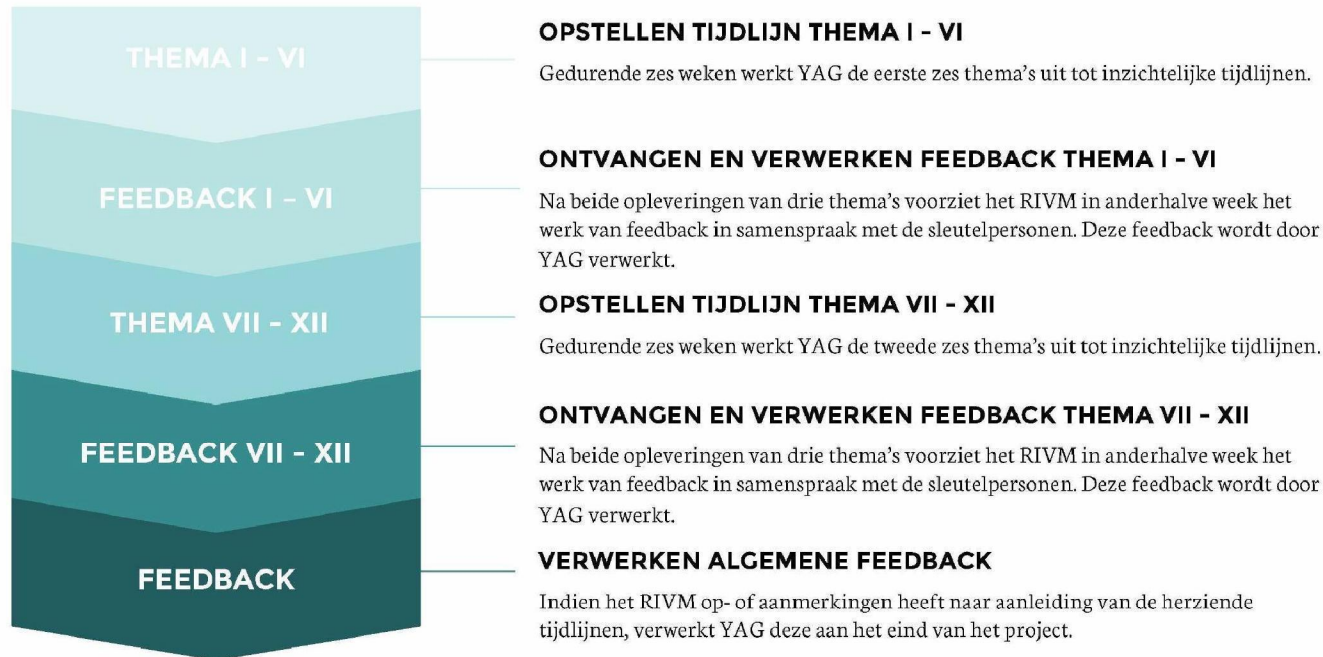 THEMA I - VI
OPSTELLEN TIJDLIJN THEMA I - VI
Gedurende zes weken werkt YAG de eerste zes thema's uit tot inzichtelijke tijdlijnen.
FEEDBACK I - VI
ONTVANGEN EN VERWERKEN FEEDBACK THEMA I - VI
Na beide opleveringen van drie thema's voorziet het RIVM in anderhalve week het
werk van feedback in samenspraak met de sleutelpersonen. Deze feedback wordt door
YAG verwerkt.
THEMA VII - XII
OPSTELLEN TIJDLIJN THEMA VII - XII
Gedurende zes weken werkt YAG de tweede zes thema's uit tot inzichtelijke tijdlijnen.
FEEDBACK VII - XII
ONTVANGEN EN VERWERKEN FEEDBACK THEMA VII - XII
Na beide opleveringen van drie thema's voorziet het RIVM in anderhalve week het
werk van feedback in samenspraak met de sleutelpersonen. Deze feedback wordt door
YAG verwerkt.
FEEDBACK
VERWERKEN ALGEMENE FEEDBACK
Indien het RIVM op- of aanmerkingen heeft naar aanleiding van de herziende
tijdlijnen, verwerkt YAG deze aan het eind van het project.